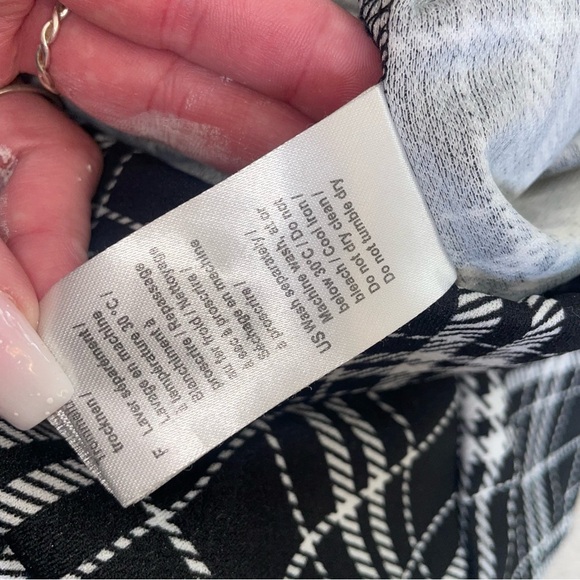 trocknen /
F Laver séparément /
Lavage en machine
à température 30 °C /
Blanchiment à
proscrire / Repassage
au fer froid / Nettoyage
à sec à proscrire /
Séchage en machine
à proscrire /
US Wash separately /
Machine wash, at or
below 30°C / Do not
bleach / Cool Iron /
Do not dry clean /
Do not tumble dry